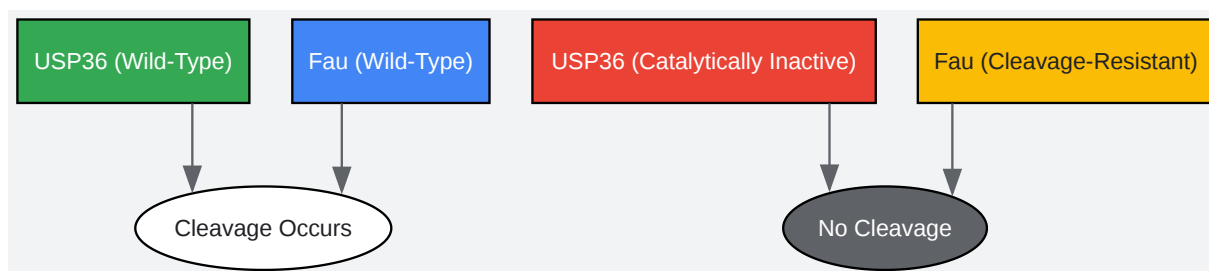 USP36 (Wild-Type)
Fau (Wild-Type)
USP36 (Catalytically Inactive)
Fau (Cleavage-Resistant)
Cleavage Occurs
No Cleavage